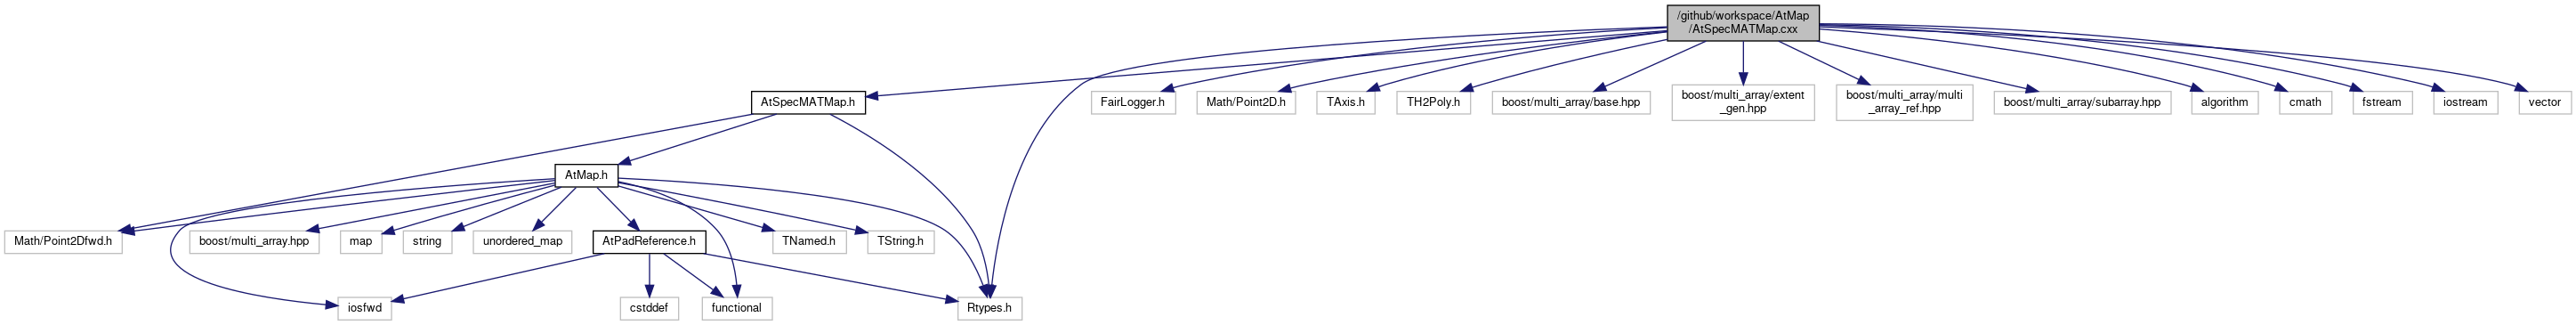 /github/workspace/AtMap
/AtSpecMATMap.cxx
AtSpecMATMap.h
FairLogger.h
Math/Point2D.h
TAxis.h
TH2Poly.h
boost/multi_array/base.hpp
boost/multi_array/extent
_gen.hpp
boost/multi_array/multi
_array_ref.hpp
boost/multi_array/subarray.hpp
algorithm
cmath
fstream
iostream
vector
AtMap.h
Math/Point2Dfwd.h
boost/multi_array.hpp
map
string
unordered_map
AtPadReference.h
TNamed.h
TString.h
iosfwd
cstddef
functional
Rtypes.h